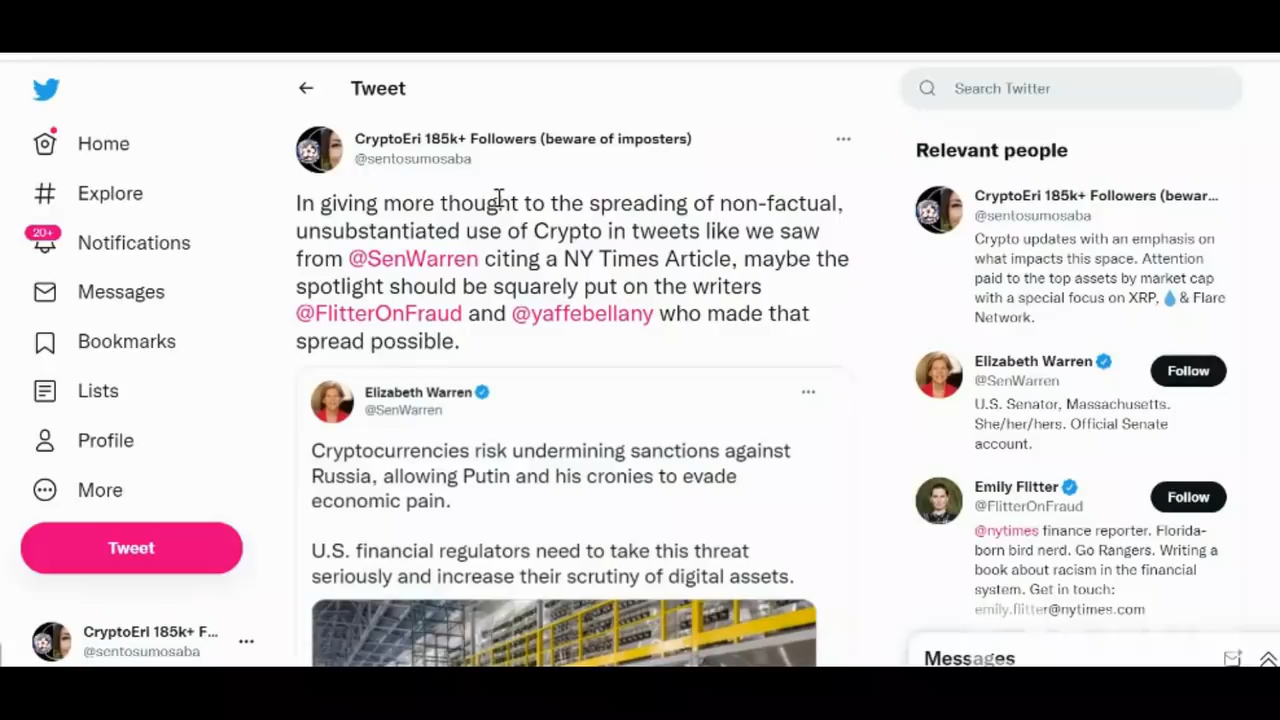 Home
Explore
20+
Notifications
Messages
Bookmarks
Lists
Profile
More
Tweet
CryptoEri 185k+ F...
@sentosumosaba
Tweet
CryptoEri 185k+ Followers (beware of imposters)
@sentosumosaba
In giving more thought to the spreading of non-factual,
unsubstantiated use of Crypto in tweets like we saw
from @SenWarren citing a NY Times Article, maybe the
spotlight should be squarely put on the writers
@FlitterOnFraud and @yaffebellany who made that
spread possible.
Elizabeth Warren
@SenWarren
Cryptocurrencies risk undermining sanctions against
Russia, allowing Putin and his cronies to evade
economic pain.
U.S. financial regulators need to take this threat
seriously and increase their scrutiny of digital assets.
Search Twitter
Relevant people
CryptoEri 185k+ Followers (bewar...
@sentosumosaba
Crypto updates with an emphasis on
what impacts this space. Attention
paid to the top assets by market cap
with a special focus on XRP, 💧 & Flare
Network.
Elizabeth Warren
Follow
@SenWarren
U.S. Senator, Massachusetts.
She/her/hers. Official Senate
account.
Emily Flitter
Follow
@FlitterOnFraud
@nytimes finance reporter. Florida-
born bird nerd. Go Rangers. Writing a
book about racism in the financial
system. Get in touch:
emily.flitter@nytimes.com
Messages